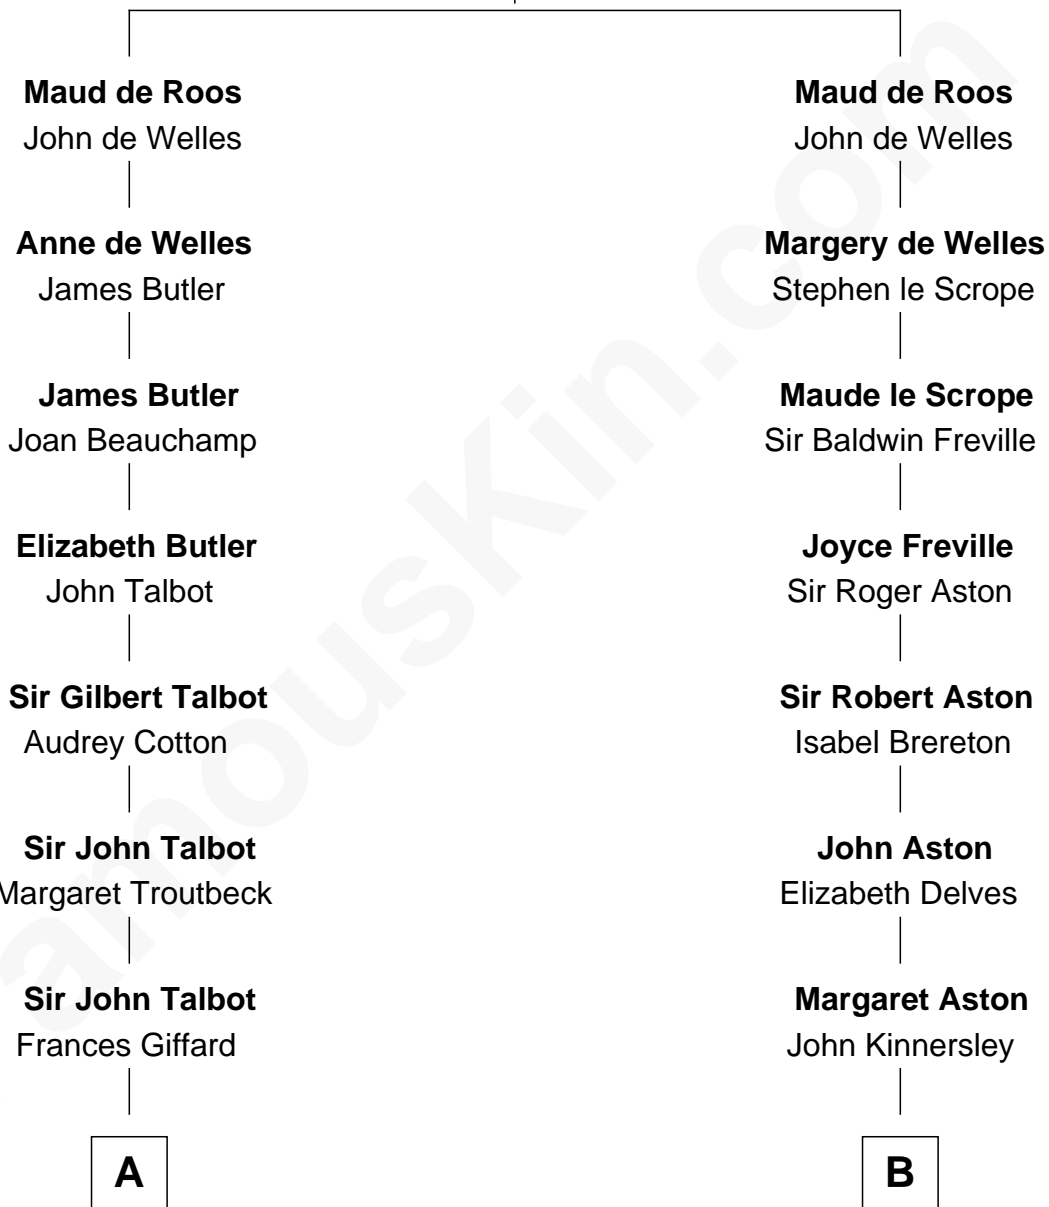 Maud de Roos
John de Welles
Anne de Welles
James Butler
James Butler
Joan Beauchamp
Elizabeth Butler
John Talbot
Sir Gilbert Talbot
Audrey Cotton
Sir John Talbot
Margaret Troutbeck
Sir John Talbot
Frances Giffard
A
Maud de Roos
John de Welles
Margery de Welles
Stephen le Scrope
Maude le Scrope
Sir Baldwin Freville
Joyce Freville
Sir Roger Aston
Sir Robert Aston
Isabel Brereton
John Aston
Elizabeth Delves
Margaret Aston
John Kinnersley
B
amouskin.com